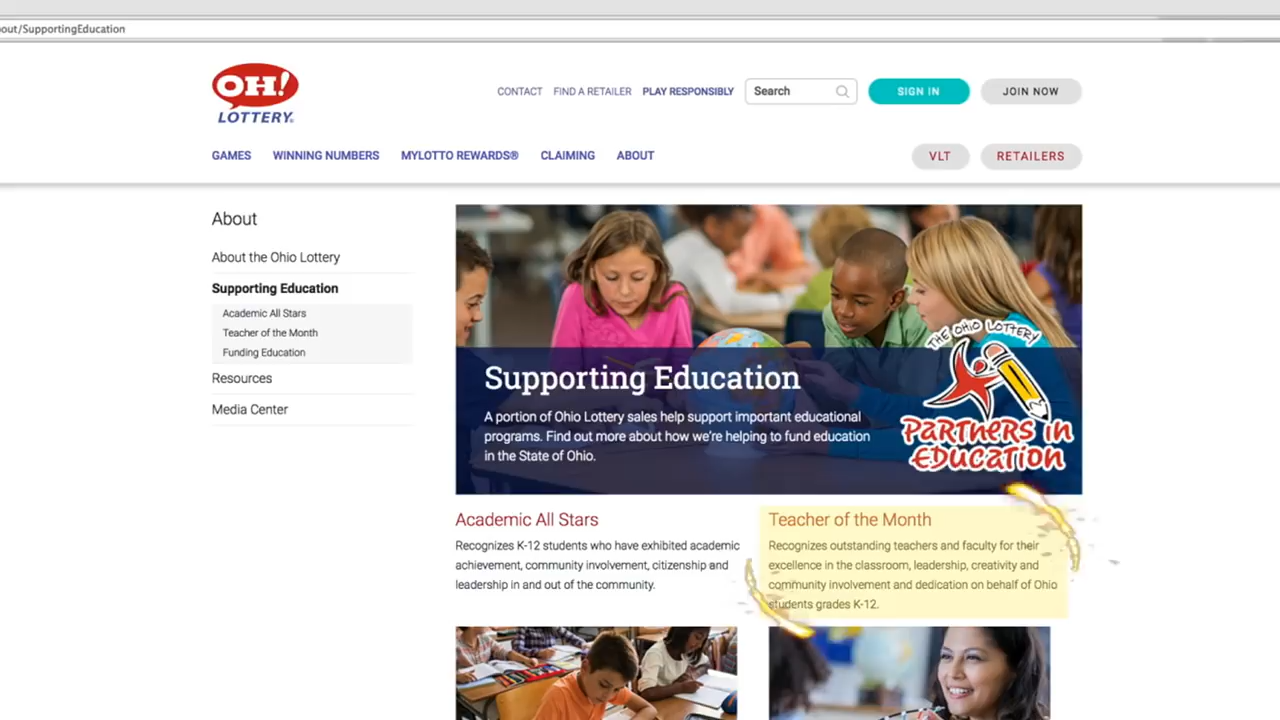 out/SupportingEducation
OH!
LOTTERY
CONTACT FIND A RETAILER PLAY RESPONSIBLY Search SIGN IN JOIN NOW
GAMES WINNING NUMBERS MYLOTTO REWARDS® CLAIMING ABOUT VLT RETAILERS
About
About the Ohio Lottery
Supporting Education
Academic All Stars
Teacher of the Month
Funding Education
Resources
Media Center
Supporting Education
A portion of Ohio Lottery sales help support important educational
programs. Find out more about how we're helping to fund education
in the State of Ohio.
THE OHIO LOTTERY
PARTNERS IN
EDUCATION
Academic All Stars
Recognizes K-12 students who have exhibited academic
achievement, community involvement, citizenship and
leadership in and out of the community.
Teacher of the Month
Recognizes outstanding teachers and faculty for their
excellence in the classroom, leadership, creativity and
community involvement and dedication on behalf of Ohio
students grades K-12.